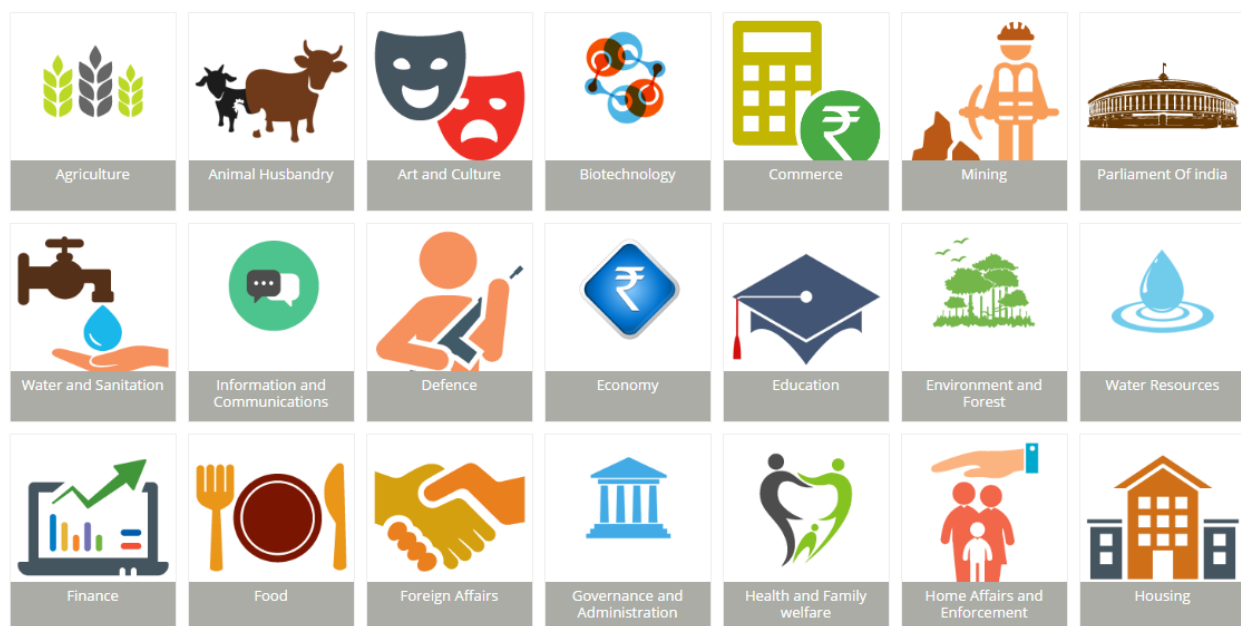 Agriculture
Animal Husbandry
Art and Culture
Biotechnology
₹
Commerce
Mining
Parliament Of india
Water and Sanitation
Information and
Communications
Defence
₹
Economy
Education
Environment and
Forest
Water Resources
Finance
Food
Foreign Affairs
Governance and
Administration
Health and Family
welfare
Home Affairs and
Enforcement
Housing